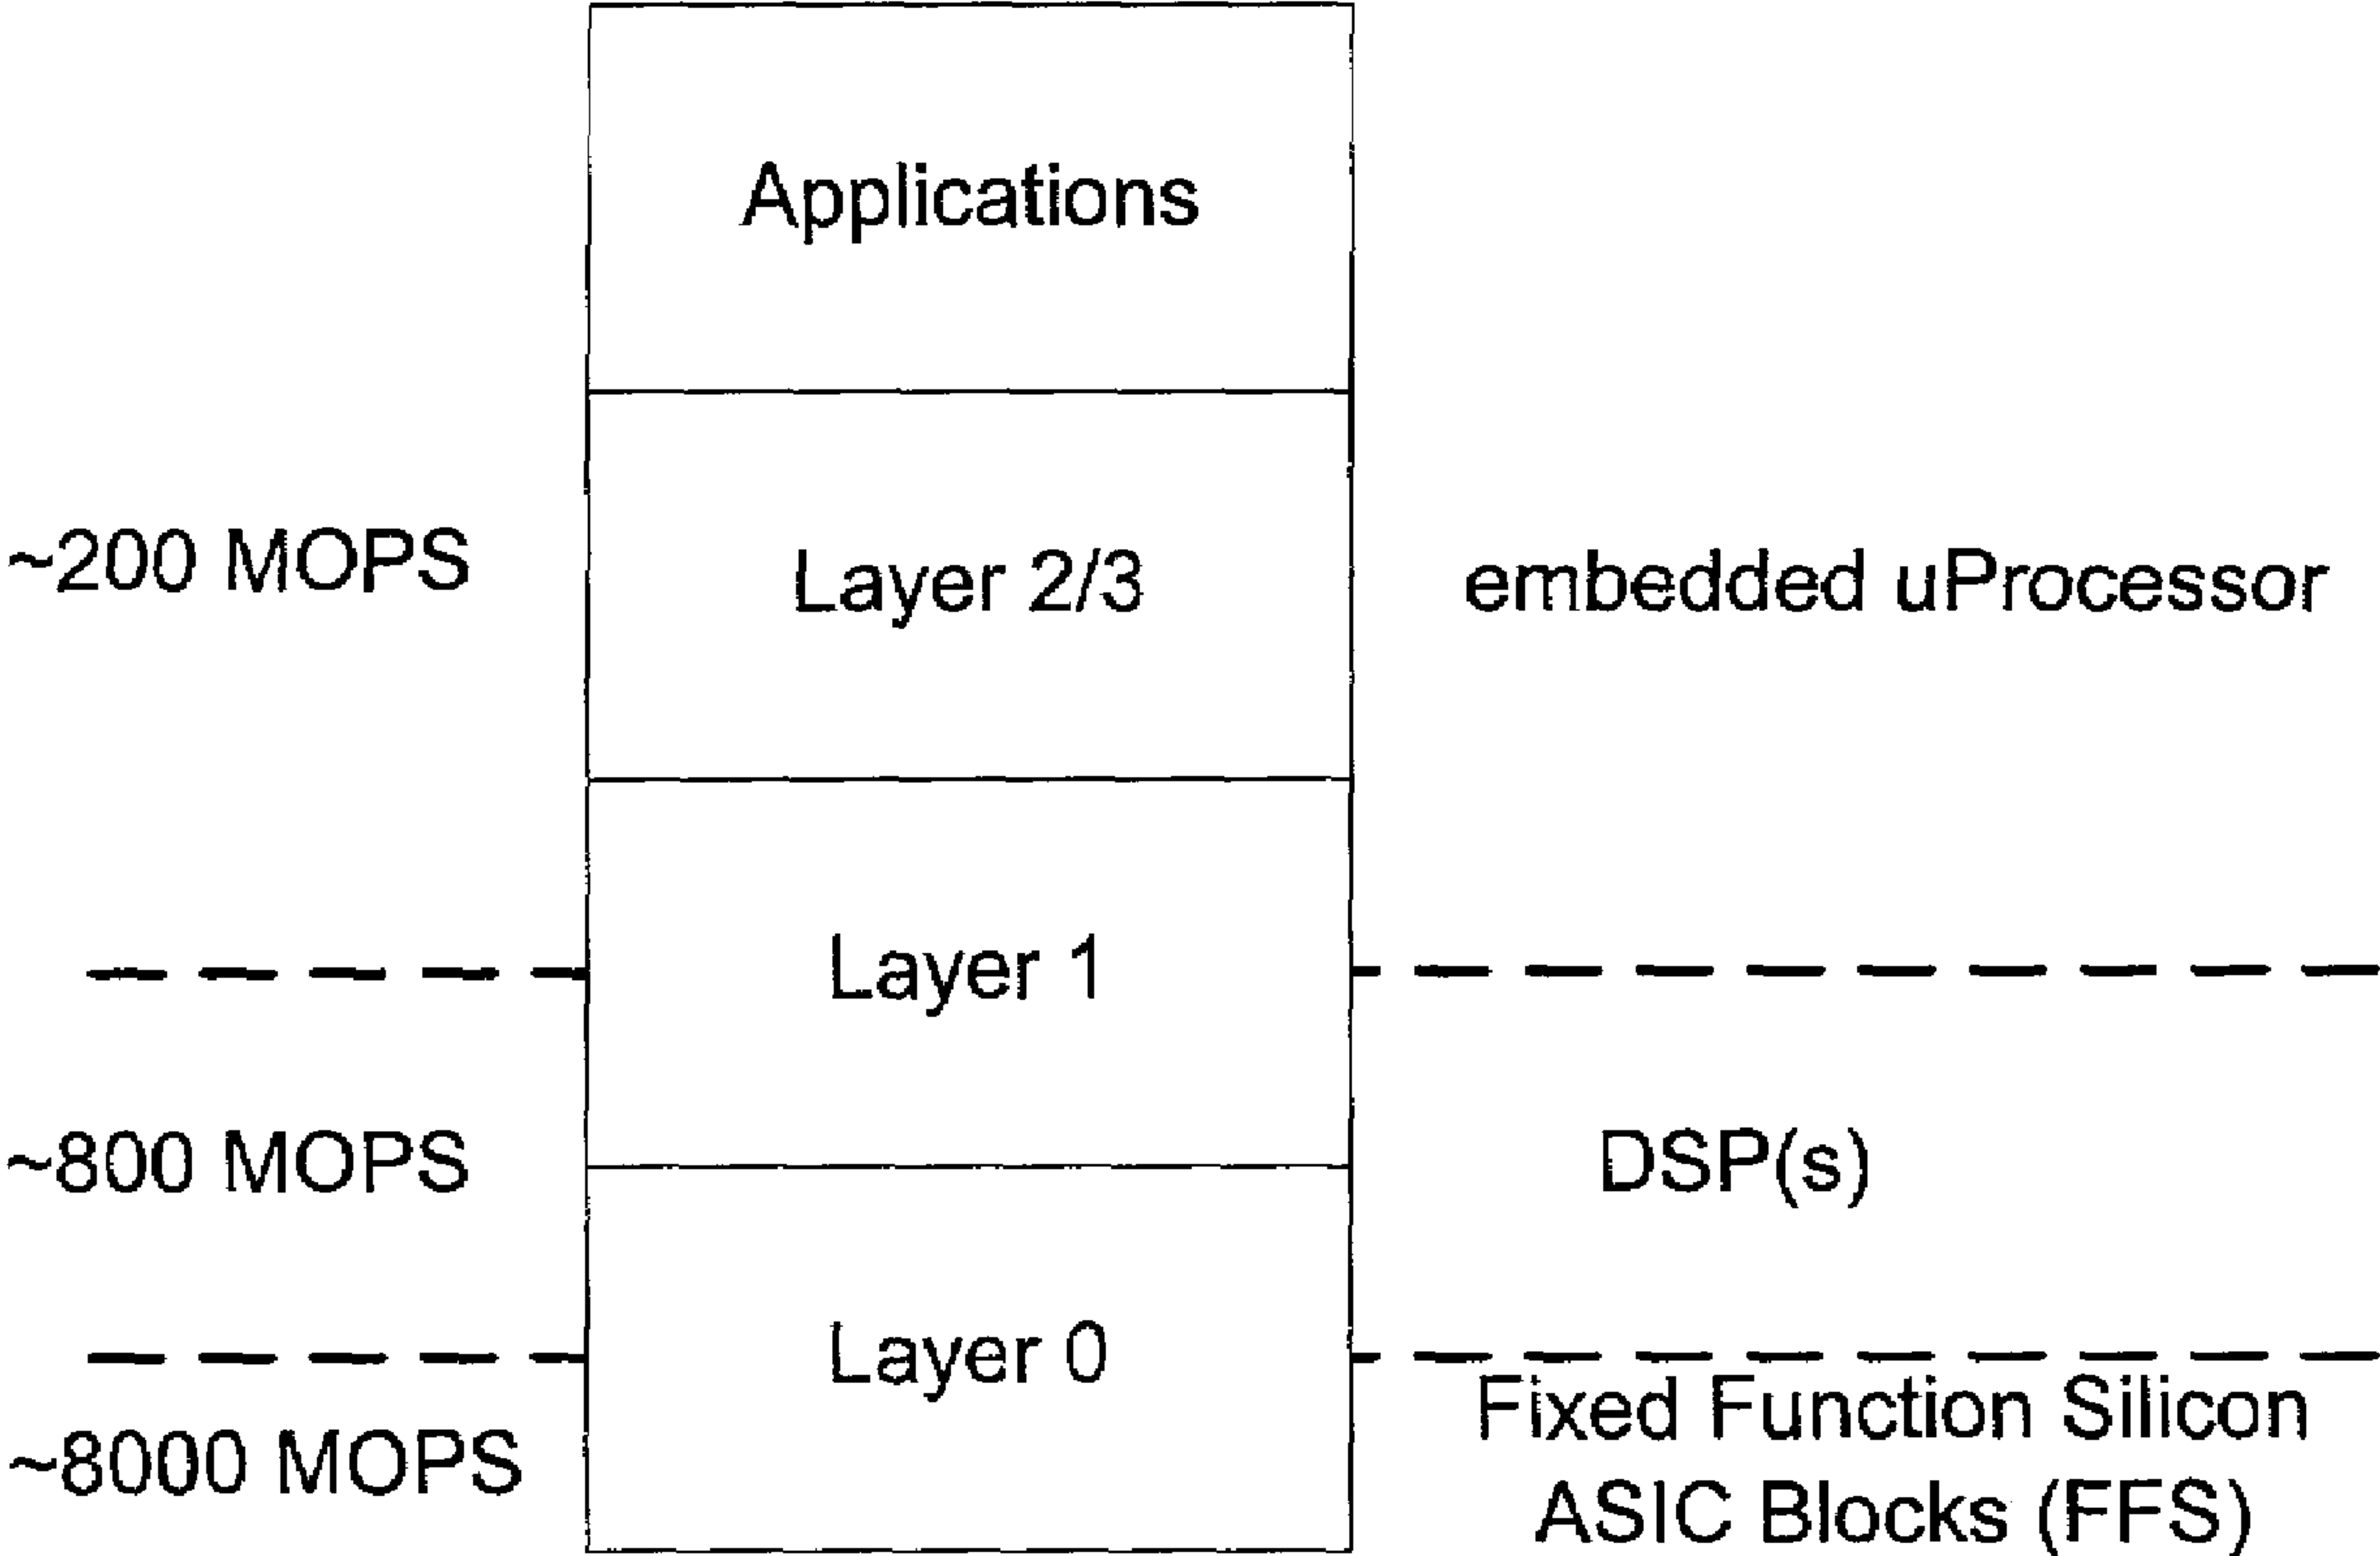 Applications
~200 MOPS
Layer 2/3
embedded uProcessor
Layer 1
~800 MOPS
DSP(s)
Layer 0
~8000 MOPS
Fixed Function Silicon
ASIC Blocks (FFS)